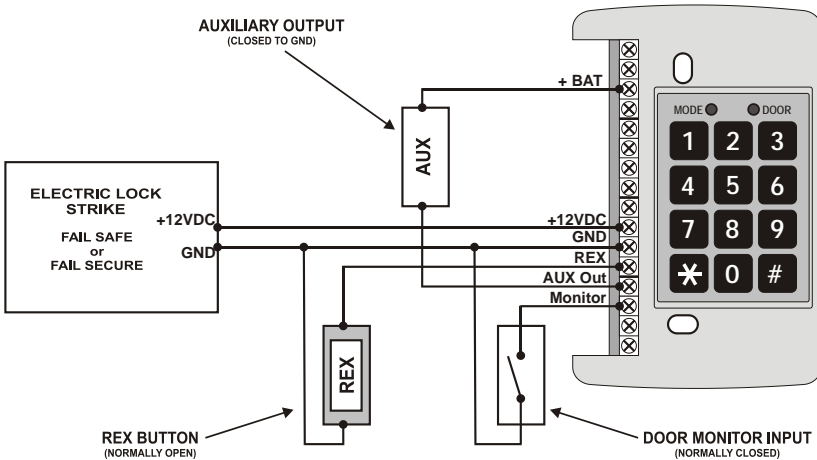 AUXILIARY OUTPUT
(CLOSED TO GND)
+ BAT
AUX
MODE
DOOR
1 2 3
4 5 6
7 8 9
* 0 #
ELECTRIC LOCK
STRIKE
FAIL SAFE
or
FAIL SECURE
+12VDC
GND
+12VDC
GND
REX
AUX Out
Monitor
REX
REX BUTTON
(NORMALLY OPEN)
DOOR MONITOR INPUT
(NORMALLY CLOSED)